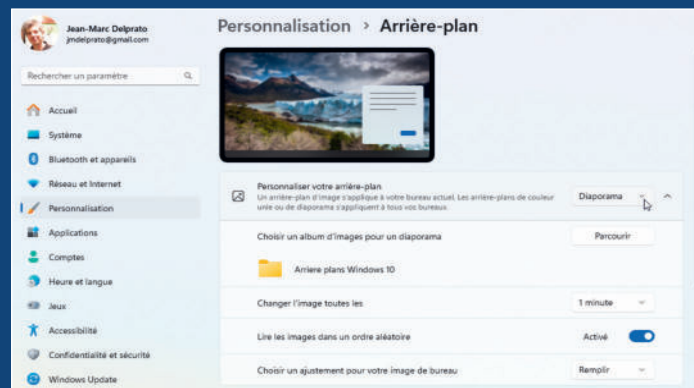 Jean-Marc Delprato
jmdelprato@gmail.com
Personnalisation > Arrière-plan
Rechercher un paramètre
Accueil
Système
Bluetooth et appareils
Réseau et Internet
Personnalisation
Applications
Comptes
Heure et langue
Jeux
Accessibilité
Confidentialité et sécurité
Windows Update
Personnaliser votre arrière-plan
Un arrière-plan d'image s'applique à votre bureau actuel. Les arrière-plans de couleur
unie ou de diaporama s'appliquent à tous vos bureaux.
Diaporama
Choisir un album d'images pour un diaporama
Parcourir
Arriere plans Windows 10
Changer l'image toutes les
1 minute
Lire les images dans un ordre aléatoire
Activé
Choisir un ajustement pour votre image de bureau
Remplir